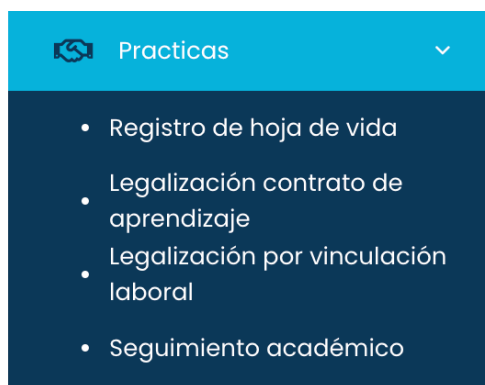 Practicas
• Registro de hoja de vida
• Legalización contrato de
aprendizaje
• Legalización por vinculación
laboral
• Seguimiento académico